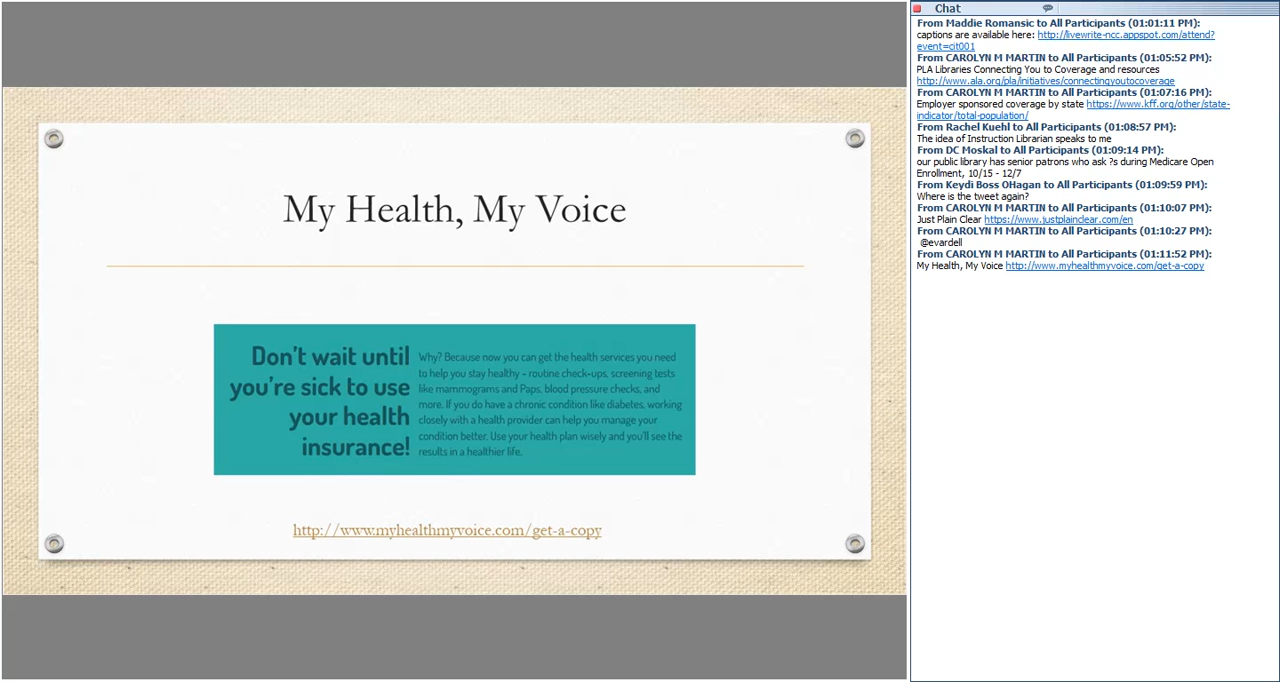 My Health, My Voice
Don't wait until
you're sick to use
your health
insurance!
Why? Because now you can get the health services you need
to help you stay healthy - routine check-ups, screening tests
like mammograms and Paps, blood pressure checks, and
more. If you do have a chronic condition like diabetes, working
closely with a health provider can help you manage your
condition better. Use your health plan wisely and you'll see the
results in a healthier life.
http://www.myhealthmyvoice.com/get-a-copy
Chat
From Maddie Romansic to All Participants (01:01:11 PM):
captions are available here: http://livewrite-ncc.appspot.com/attend?
event=cit001
From CAROLYN M MARTIN to All Participants (01:05:52 PM):
PLA Libraries Connecting You to Coverage and resources
http://www.ala.org/pla/initiatives/connectingyoutocoverage
From CAROLYN M MARTIN to All Participants (01:07:16 PM):
Employer sponsored coverage by state https://www.kff.org/other/state-
indicator/total-population/
From Rachel Kuehl to All Participants (01:08:57 PM):
The idea of Instruction Librarian speaks to me
From DC Moskal to All Participants (01:09:14 PM):
our public library has senior patrons who ask ?s during Medicare Open
Enrollment, 10/15 - 12/7
From Keydi Boss OHagan to All Participants (01:09:59 PM):
Where is the tweet again?
From CAROLYN M MARTIN to All Participants (01:10:07 PM):
Just Plain Clear https://www.justplainclear.com/en
From CAROLYN M MARTIN to All Participants (01:10:27 PM):
@evardell
From CAROLYN M MARTIN to All Participants (01:11:52 PM):
My Health, My Voice http://www.myhealthmyvoice.com/get-a-copy